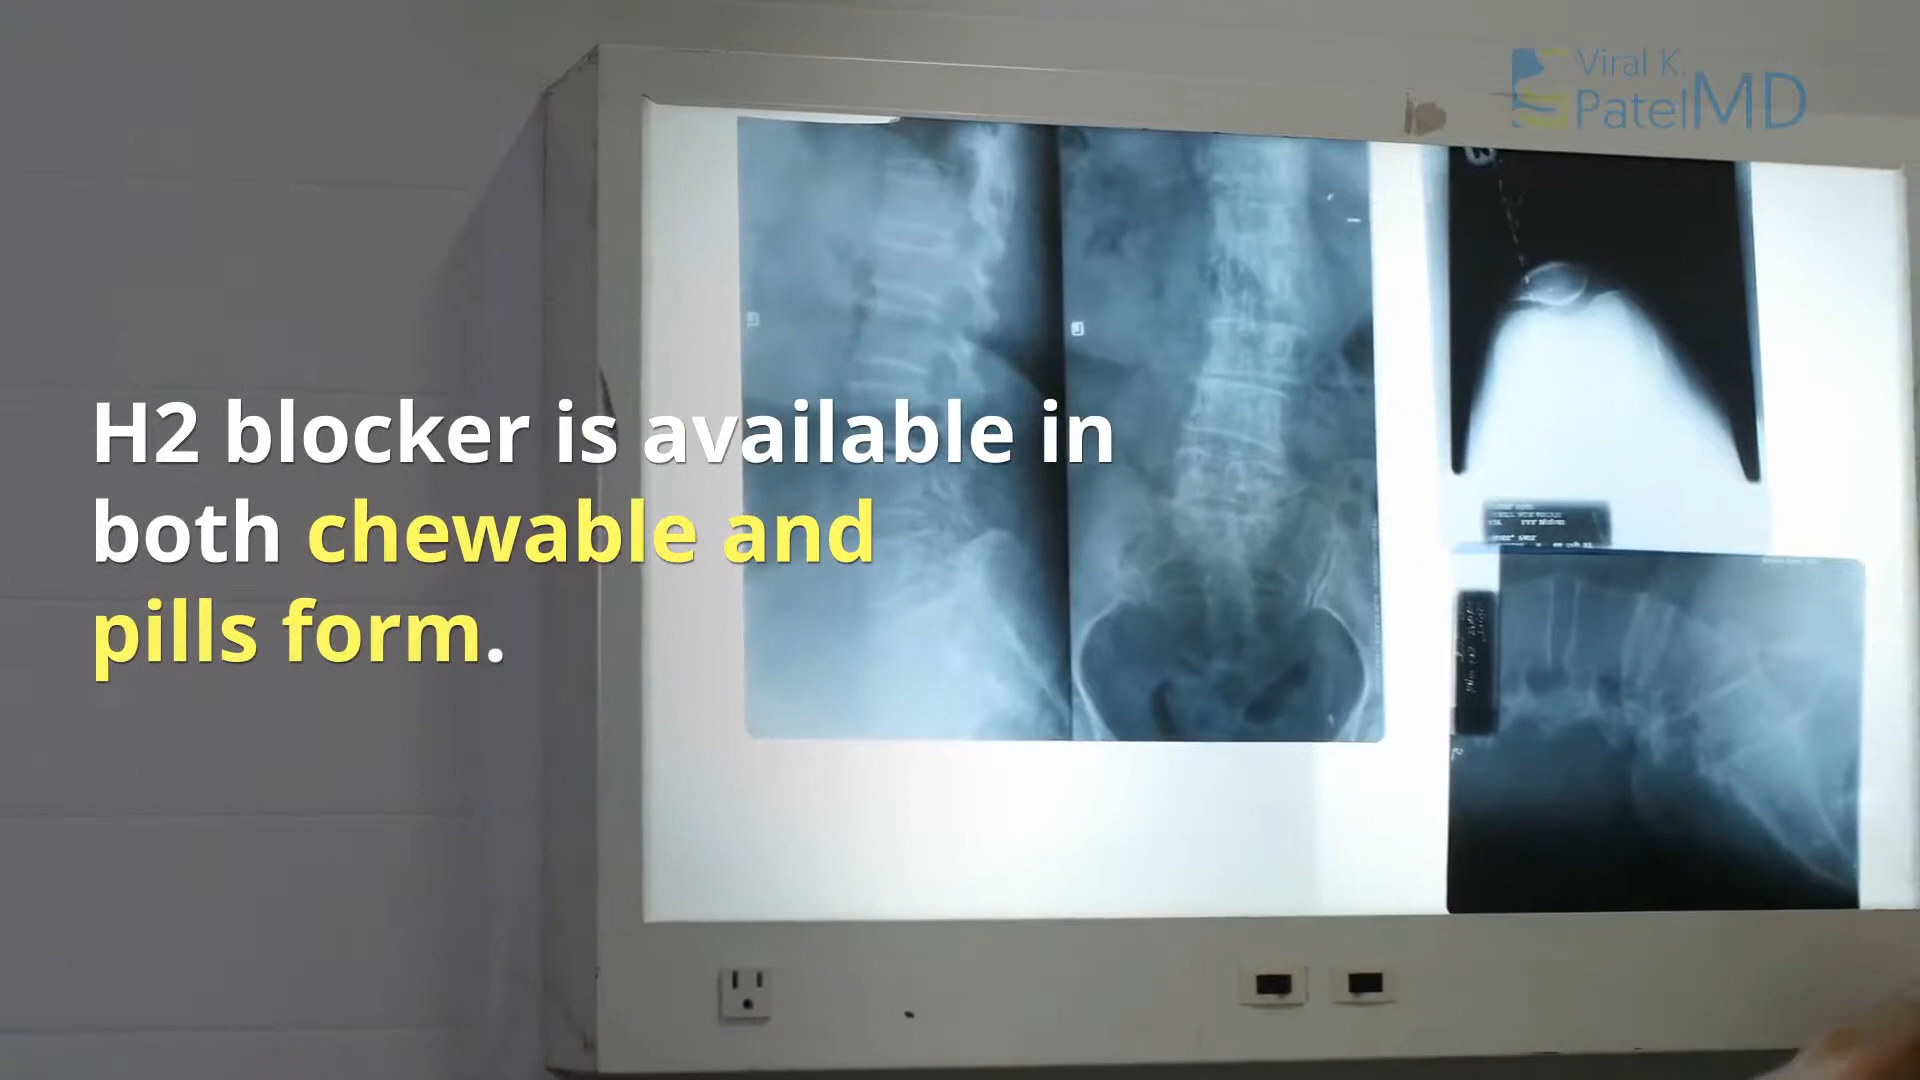 Viral K.
PatelMD
H2 blocker is available in
both chewable and
pills form.